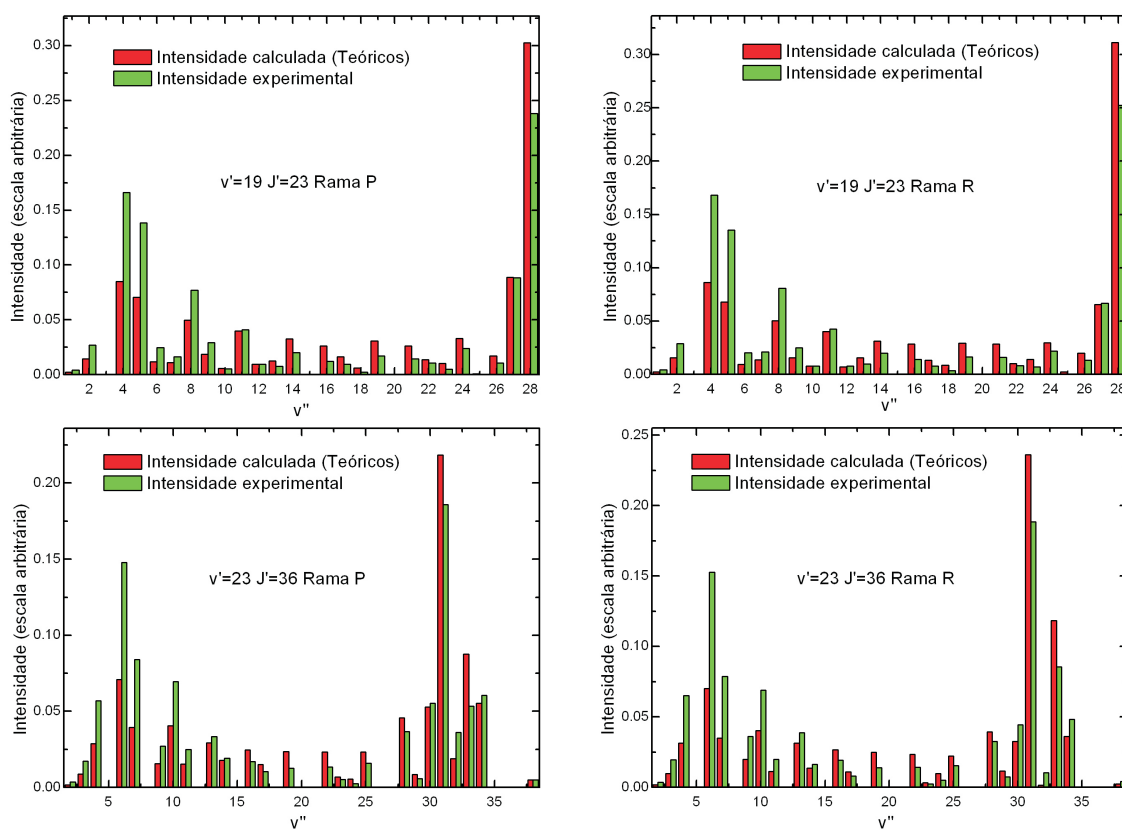 Intensidade (escala arbitrária)
0.30
0.25
0.20
0.15
0.10
0.05
0.00
Intensidade calculada (Teóricos)
Intensidade experimental
v'=19 J'=23 Rama P
2 4 6 8 10 12 14 16 18 20 22 24 26 28
v''
Intensidade (escala arbitrária)
0.30
0.25
0.20
0.15
0.10
0.05
0.00
Intensidade calculada (Teóricos)
Intensidade experimental
v'=19 J'=23 Rama R
2 4 6 8 10 12 14 16 18 20 22 24 26 28
v''
Intensidade (escala arbitrária)
0.20
0.15
0.10
0.05
0.00
Intensidade calculada (Teóricos)
Intensidade experimental
v'=23 J'=36 Rama P
5 10 15 20 25 30 35
v''
Intensidade (escala arbitrária)
0.25
0.20
0.15
0.10
0.05
0.00
Intensidade calculada (Teóricos)
Intensidade experimental
v'=23 J'=36 Rama R
5 10 15 20 25 30 35
v''